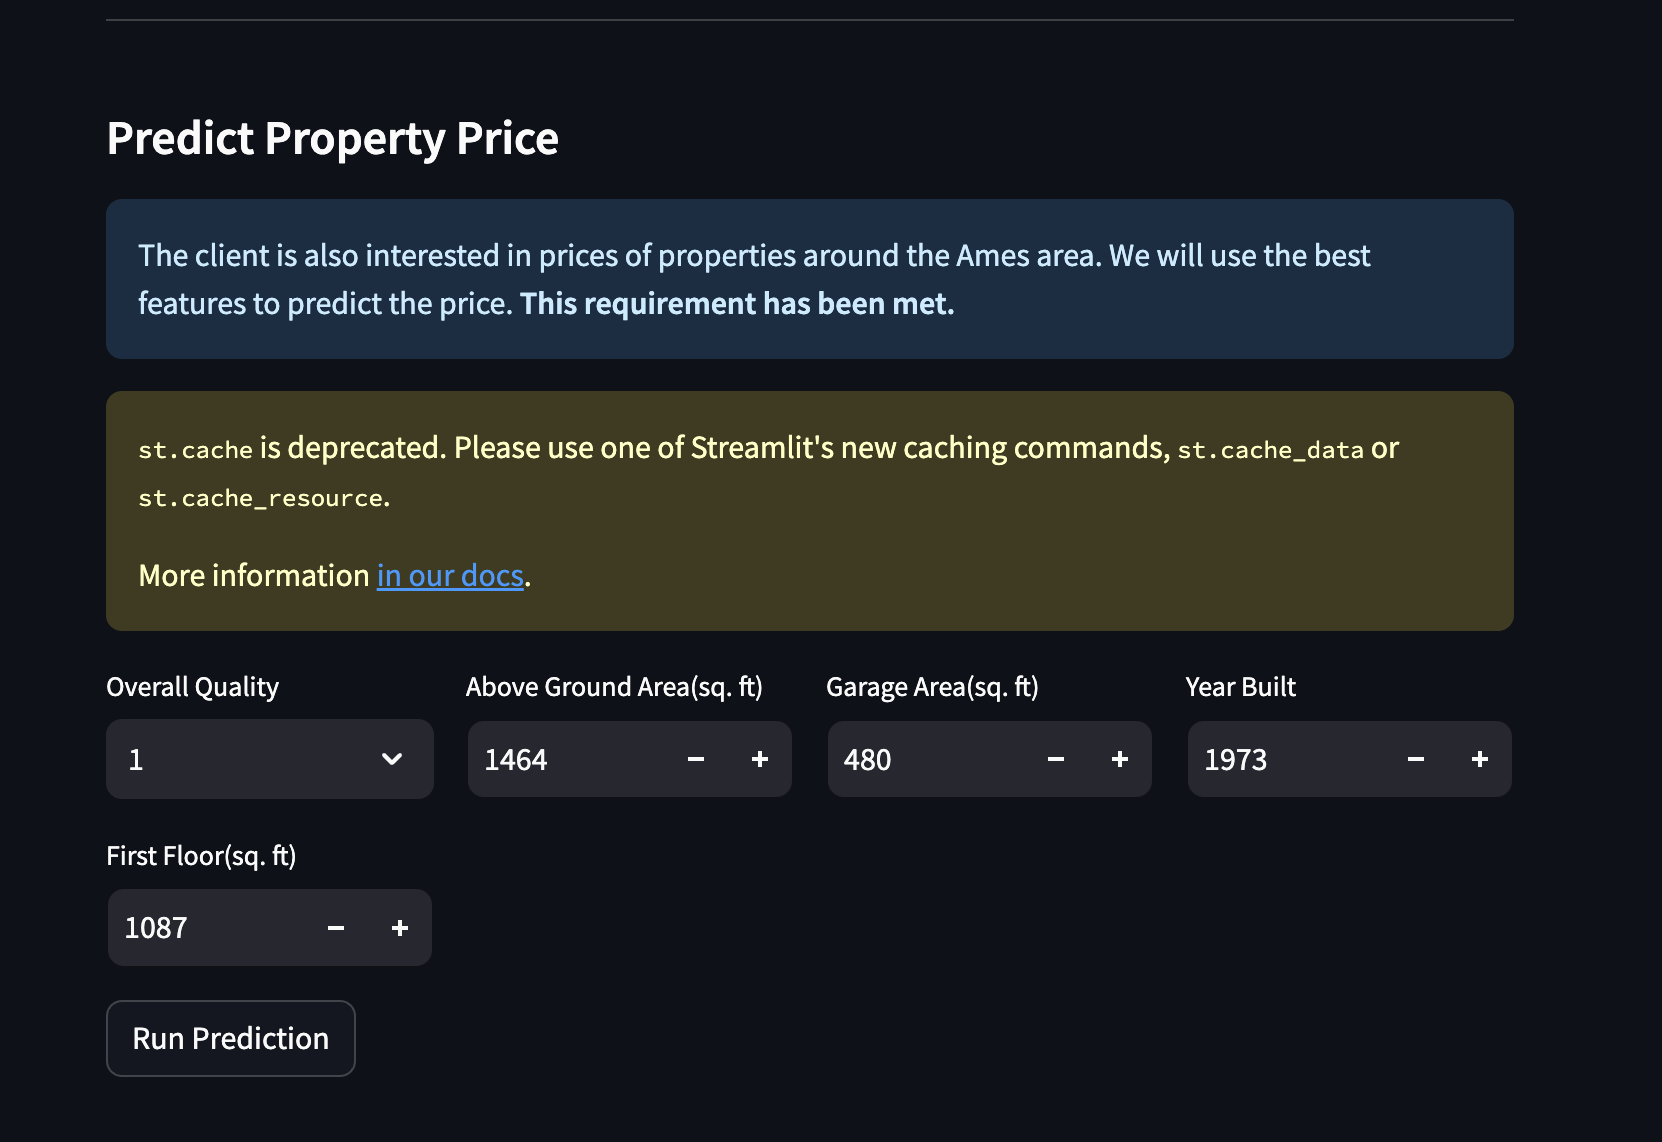 Predict Property Price
The client is also interested in prices of properties around the Ames area. We will use the best
features to predict the price. This requirement has been met.
st.cache is deprecated. Please use one of Streamlit's new caching commands, st.cache_data or
st.cache_resource.
More information in our docs.
Overall Quality Above Ground Area(sq. ft) Garage Area(sq. ft) Year Built
1 1464 − + 480 − + 1973 − +
First Floor(sq. ft)
1087 − +
Run Prediction